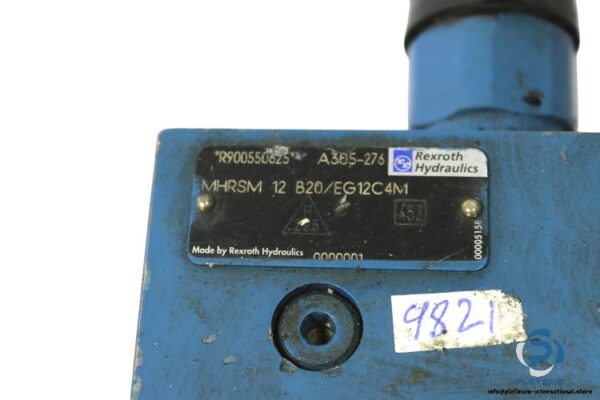 *R900550625* A305-276
Rexroth
Hydraulics
MHRSM 12 B20/EG12C4M
452
00005158
Made by Rexroth Hydraulics 0000001
9821
PLATINUM
info@platinum-international.store